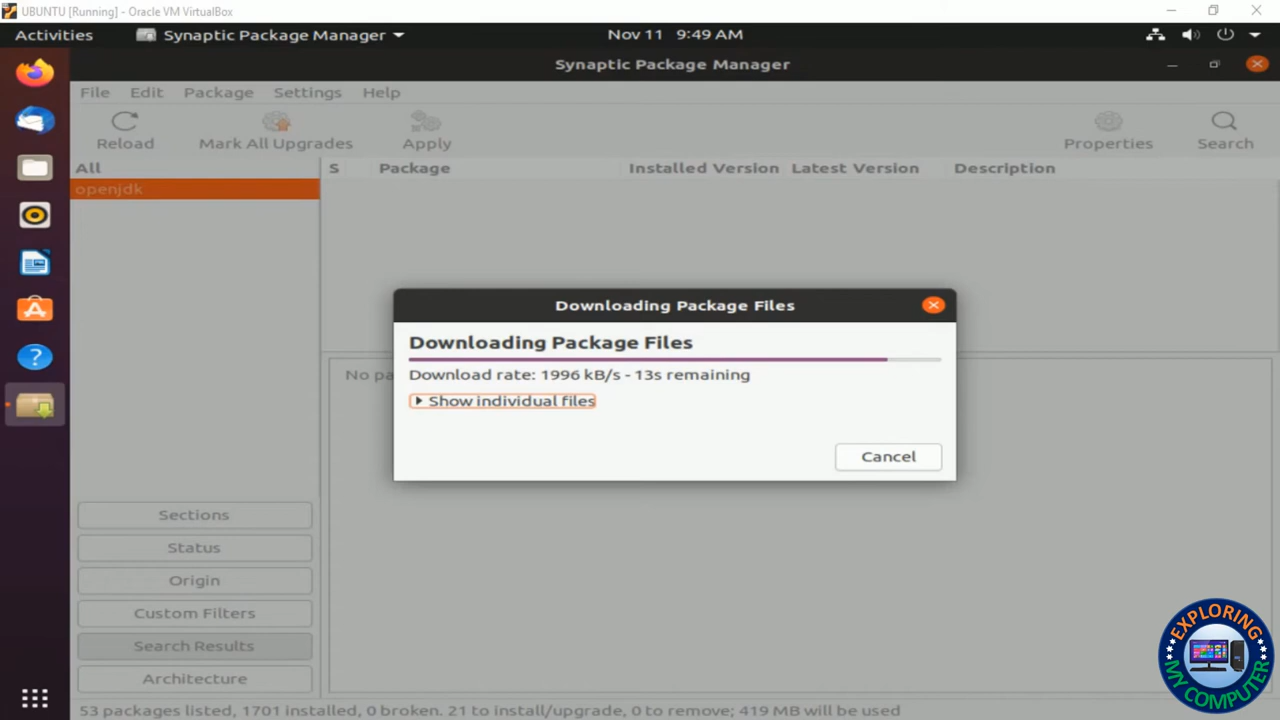 UBUNTU [Running] - Oracle VM VirtualBox
Activities Synaptic Package Manager Nov 11 9:49 AM
Synaptic Package Manager
File Edit Package Settings Help
Reload Mark All Upgrades Apply Properties Search
All S Package Installed Version Latest Version Description
openjdk
Downloading Package Files
Downloading Package Files
No pa Download rate: 1996 kB/s - 13s remaining
Show individual files
Cancel
Sections
Status
Origin
Custom Filters
Search Results
Architecture
53 packages listed, 1701 installed, 0 broken. 21 to install/upgrade, 0 to remove; 419 MB will be used
EXPLORING
MY COMPUTER